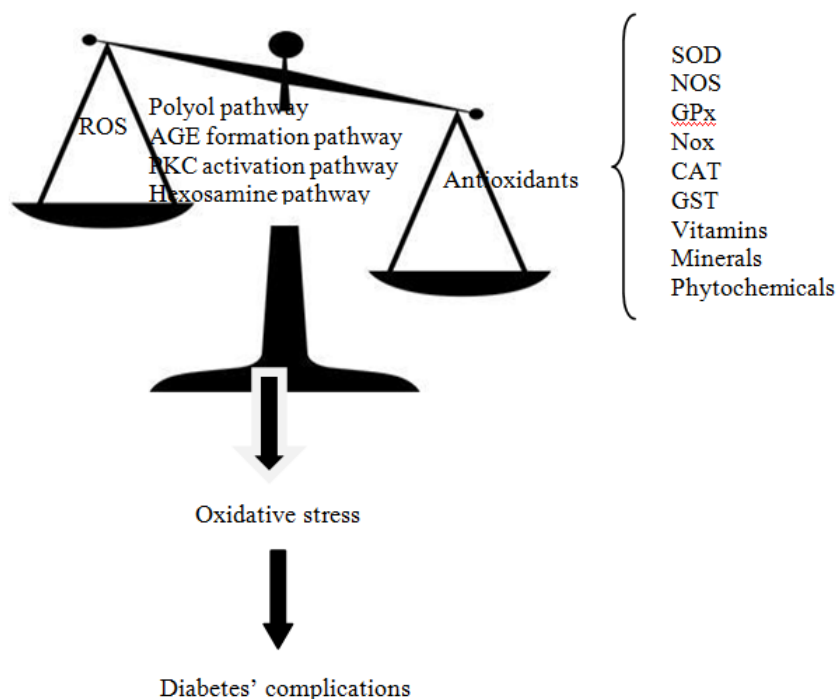 ROS
Polyol pathway
AGE formation pathway
PKC activation pathway
Hexosamine pathway
Antioxidants
SOD
NOS
GPx
Nox
CAT
GST
Vitamins
Minerals
Phytochemicals
Oxidative stress
Diabetes’ complications